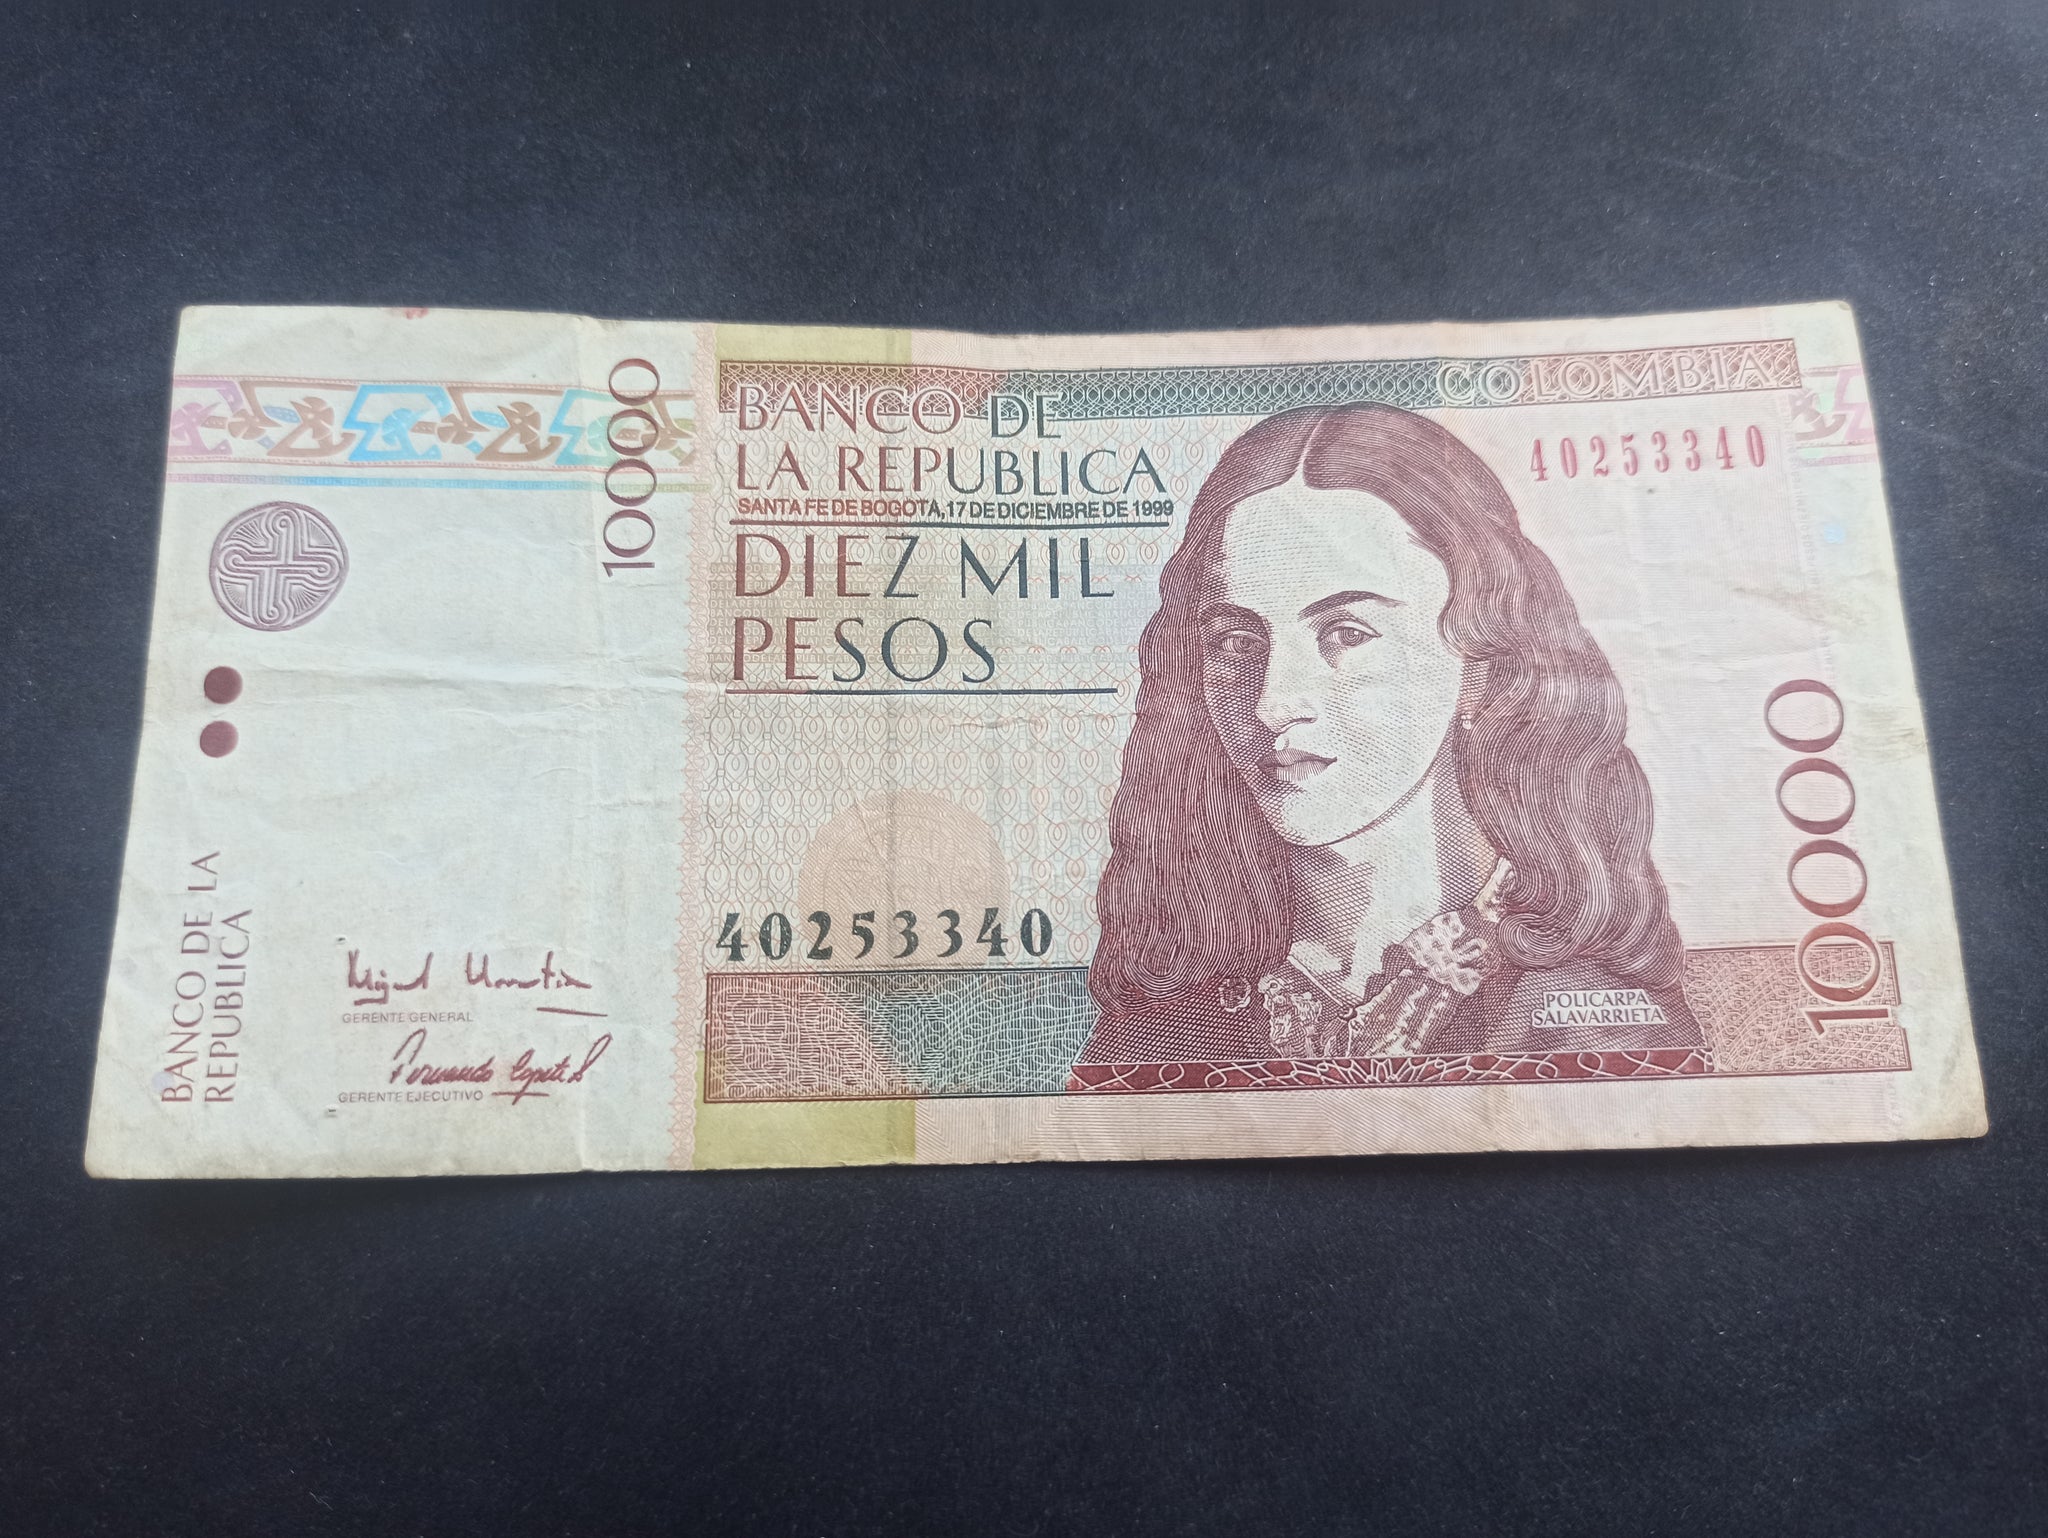 COLOMBIA
BANCO DE
LA REPUBLICA
SANTA FE DE BOGOTA, 17 DE DICIEMBRE DE 1999
DIEZ MIL
PESOS
40253340
40253340
10000
10000
POLICARPA
SALAVARRIETA
BANCO DE LA
REPUBLICA
GERENTE GENERAL
GERENTE EJECUTIVO